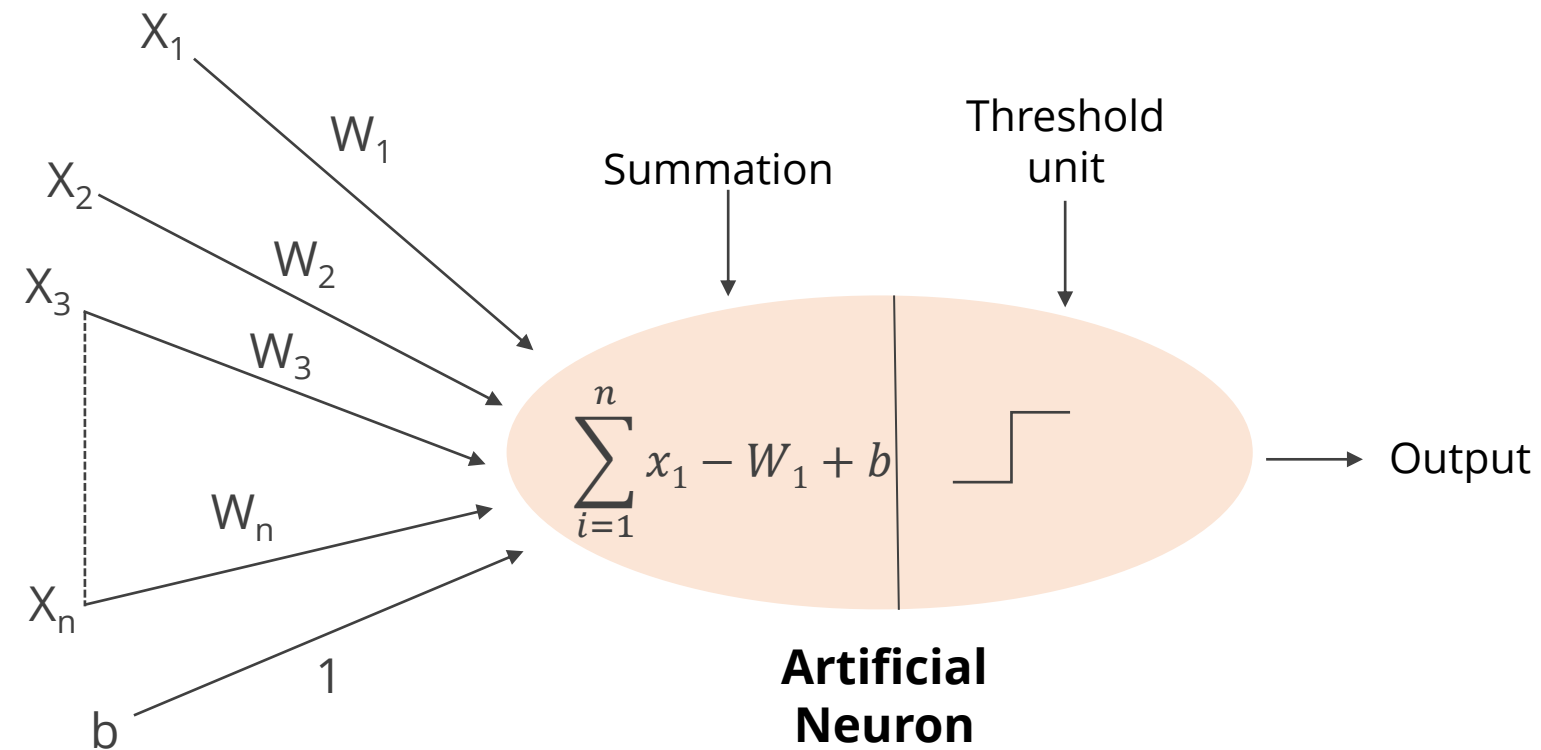 X₁
W₁
X₂
W₂
X₃
W₃
Wₙ
Xₙ
1
b
Summation
Threshold
unit
n
∑ x₁ − W₁ + b
i=1
Output
Artificial
Neuron